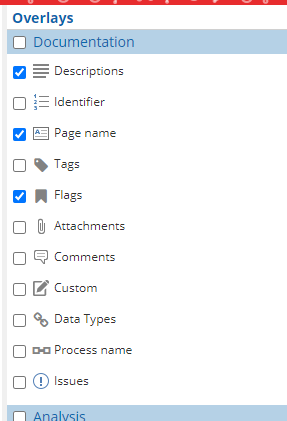 Overlays
Documentation
Descriptions
Identifier
Page name
Tags
Flags
Attachments
Comments
Custom
Data Types
Process name
Issues
Analysis